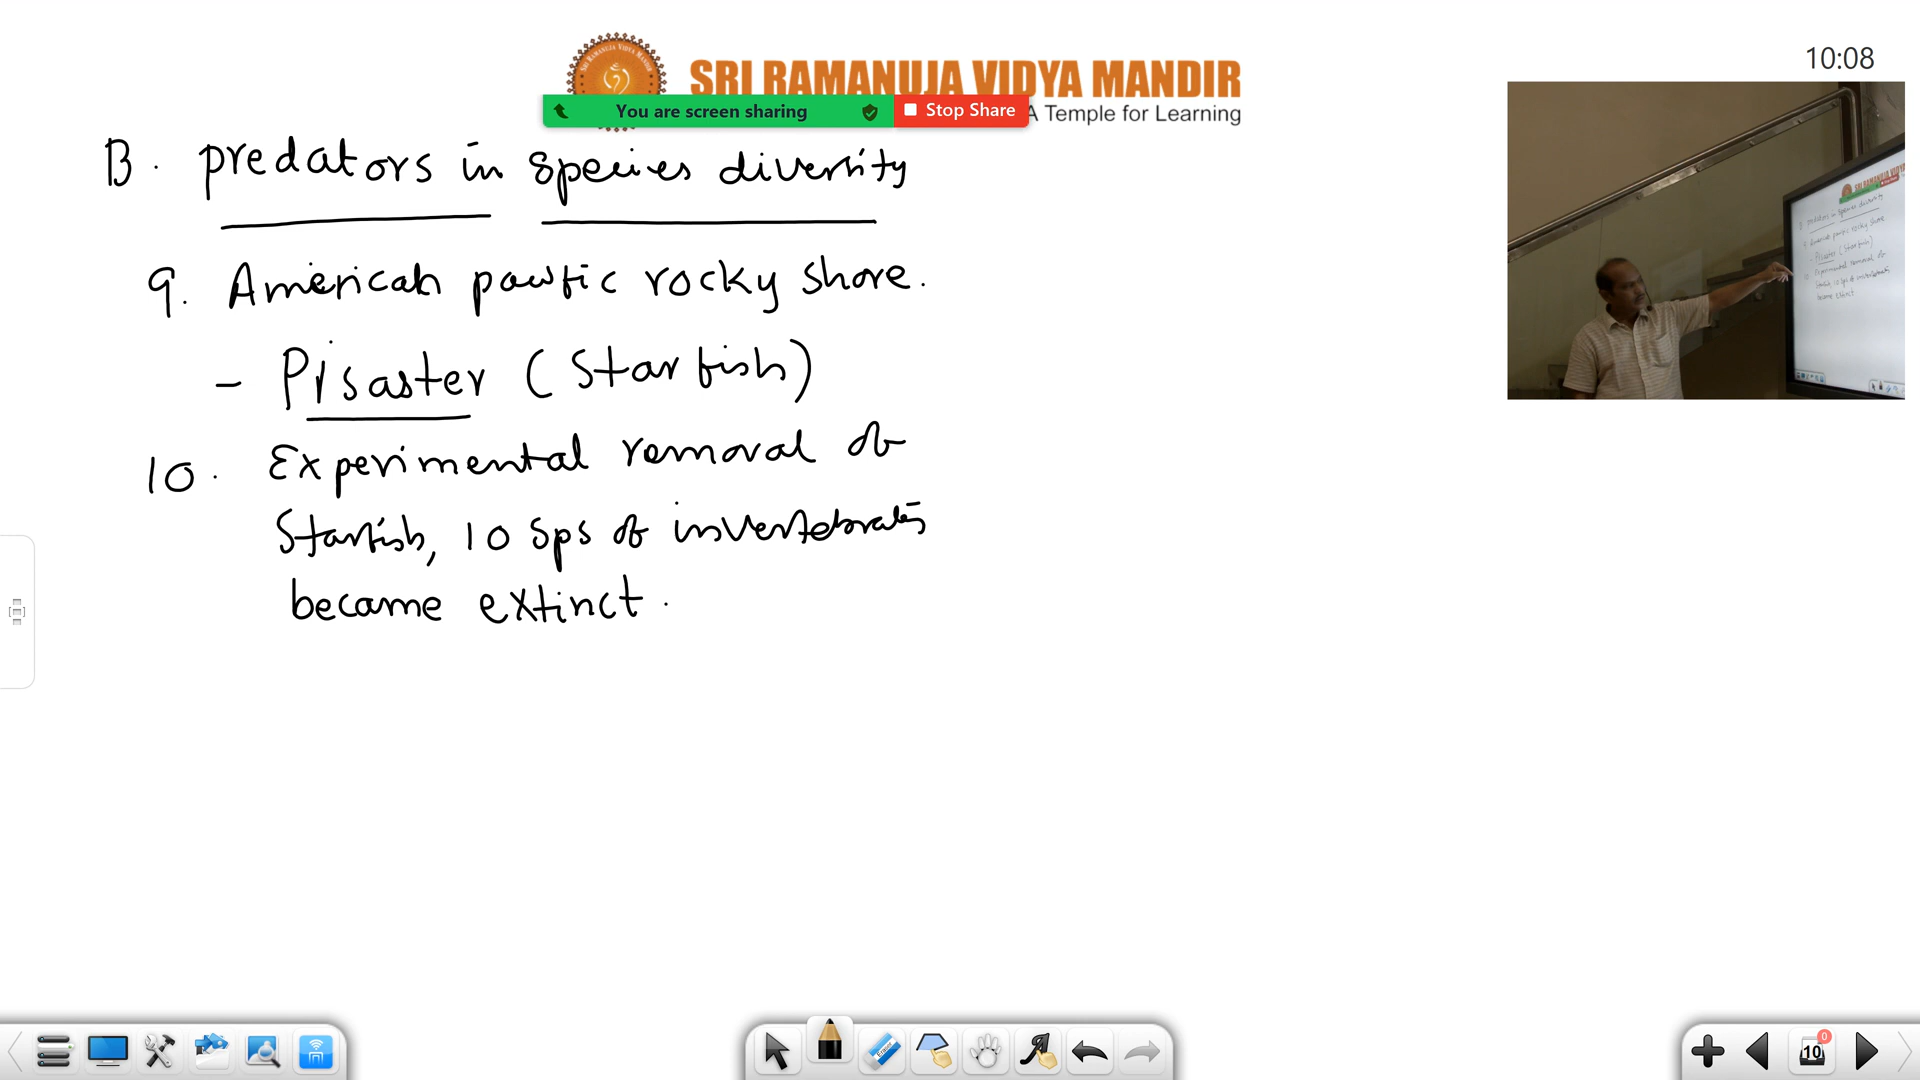 10:08
SRI RAMANUJA VIDYA MANDIR
You are screen sharing
Stop Share
A Temple for Learning
B. predators in species diversity
9. American pacific rocky shore.
- Pisaster (Starfish)
10. Experimental removal of
Starfish, 10 Sps of invertebrates
became extinct.
Eraser
10
0